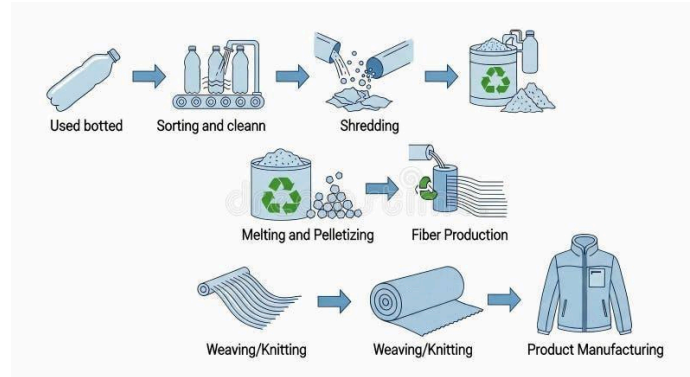 Used botted
Sorting and cleann
Shredding
Melting and Pelletizing
Fiber Production
Weaving/Knitting
Weaving/Knitting
Product Manufacturing